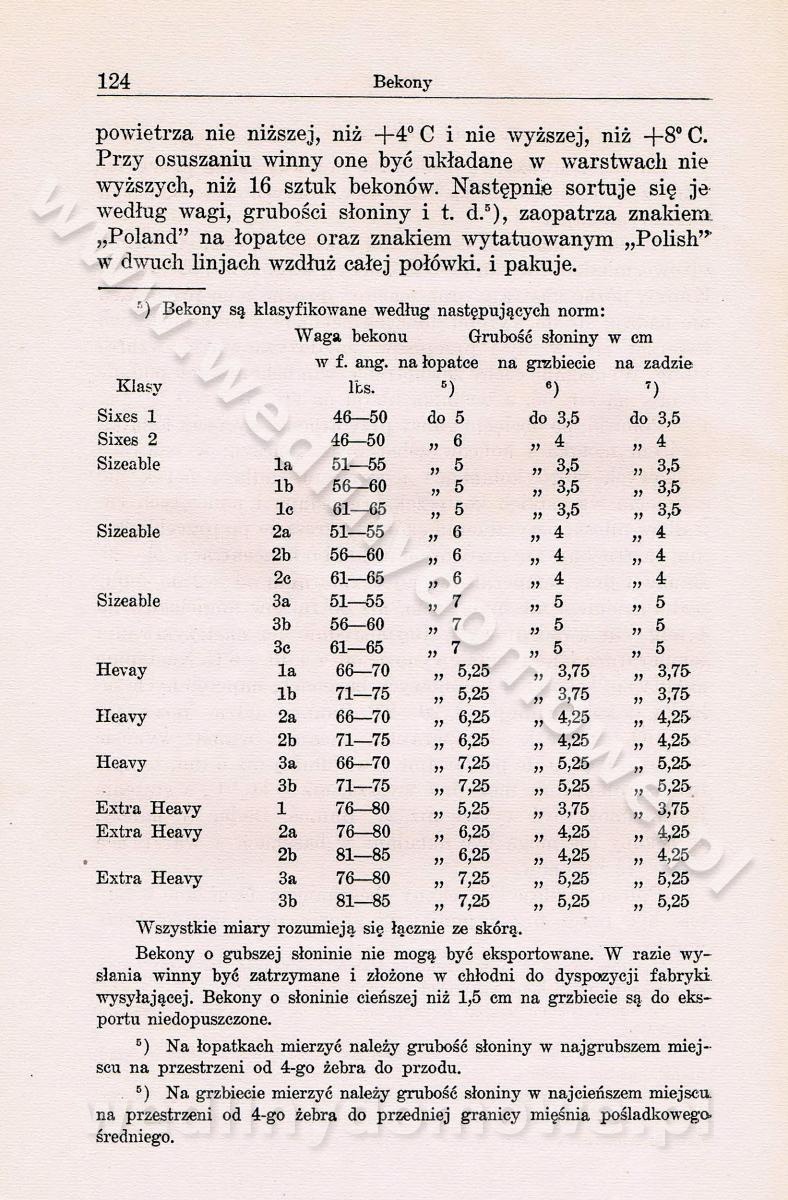 124 Bekony
powietrza nie niższej, niż +4° C i nie wyższej, niż +8° C.
Przy osuszaniu winny one być układane w warstwach nie
wyższych, niż 16 sztuk bekonów. Następnie sortuje się je
według wagi, grubości słoniny i t. d.⁵), zaopatrza znakiem
„Poland” na łopatce oraz znakiem wytatuowanym „Polish”
w dwuch linjach wzdłuż całej połówki. i pakuje.
⁵) Bekony są klasyfikowane według następujących norm:
Waga bekonu Grubość słoniny w cm
w f. ang. na łopatce na grzbiecie na zadzie
Klasy lbs. ⁵) ⁶) ⁷)
Sixes 1 46—50 do 5 do 3,5 do 3,5
Sixes 2 46—50 „ 6 „ 4 „ 4
Sizeable 1a 51—55 „ 5 „ 3,5 „ 3,5
1b 56—60 „ 5 „ 3,5 „ 3,5
1c 61—65 „ 5 „ 3,5 „ 3,5
Sizeable 2a 51—55 „ 6 „ 4 „ 4
2b 56—60 „ 6 „ 4 „ 4
2c 61—65 „ 6 „ 4 „ 4
Sizeable 3a 51—55 „ 7 „ 5 „ 5
3b 56—60 „ 7 „ 5 „ 5
3c 61—65 „ 7 „ 5 „ 5
Hevay 1a 66—70 „ 5,25 „ 3,75 „ 3,75
1b 71—75 „ 5,25 „ 3,75 „ 3,75
Heavy 2a 66—70 „ 6,25 „ 4,25 „ 4,25
2b 71—75 „ 6,25 „ 4,25 „ 4,25
Heavy 3a 66—70 „ 7,25 „ 5,25 „ 5,25
3b 71—75 „ 7,25 „ 5,25 „ 5,25
Extra Heavy 1 76—80 „ 5,25 „ 3,75 „ 3,75
Extra Heavy 2a 76—80 „ 6,25 „ 4,25 „ 4,25
2b 81—85 „ 6,25 „ 4,25 „ 4,25
Extra Heavy 3a 76—80 „ 7,25 „ 5,25 „ 5,25
3b 81—85 „ 7,25 „ 5,25 „ 5,25
Wszystkie miary rozumieją się łącznie ze skórą.
Bekony o gubszej słoninie nie mogą być eksportowane. W razie wy-
słania winny być zatrzymane i złożone w chłodni do dyspozycji fabryki
wysyłającej. Bekony o słoninie cieńszej niż 1,5 cm na grzbiecie są do eks-
portu niedopuszczone.
⁵) Na łopatkach mierzyć należy grubość słoniny w najgrubszem miej-
scu na przestrzeni od 4-go żebra do przodu.
⁵) Na grzbiecie mierzyć należy grubość słoniny w najcieńszem miejscu
na przestrzeni od 4-go żebra do przedniej granicy mięśnia pośladkowego
średniego.
www.wedlinydomowe.pl
wedlinydomowe.pl